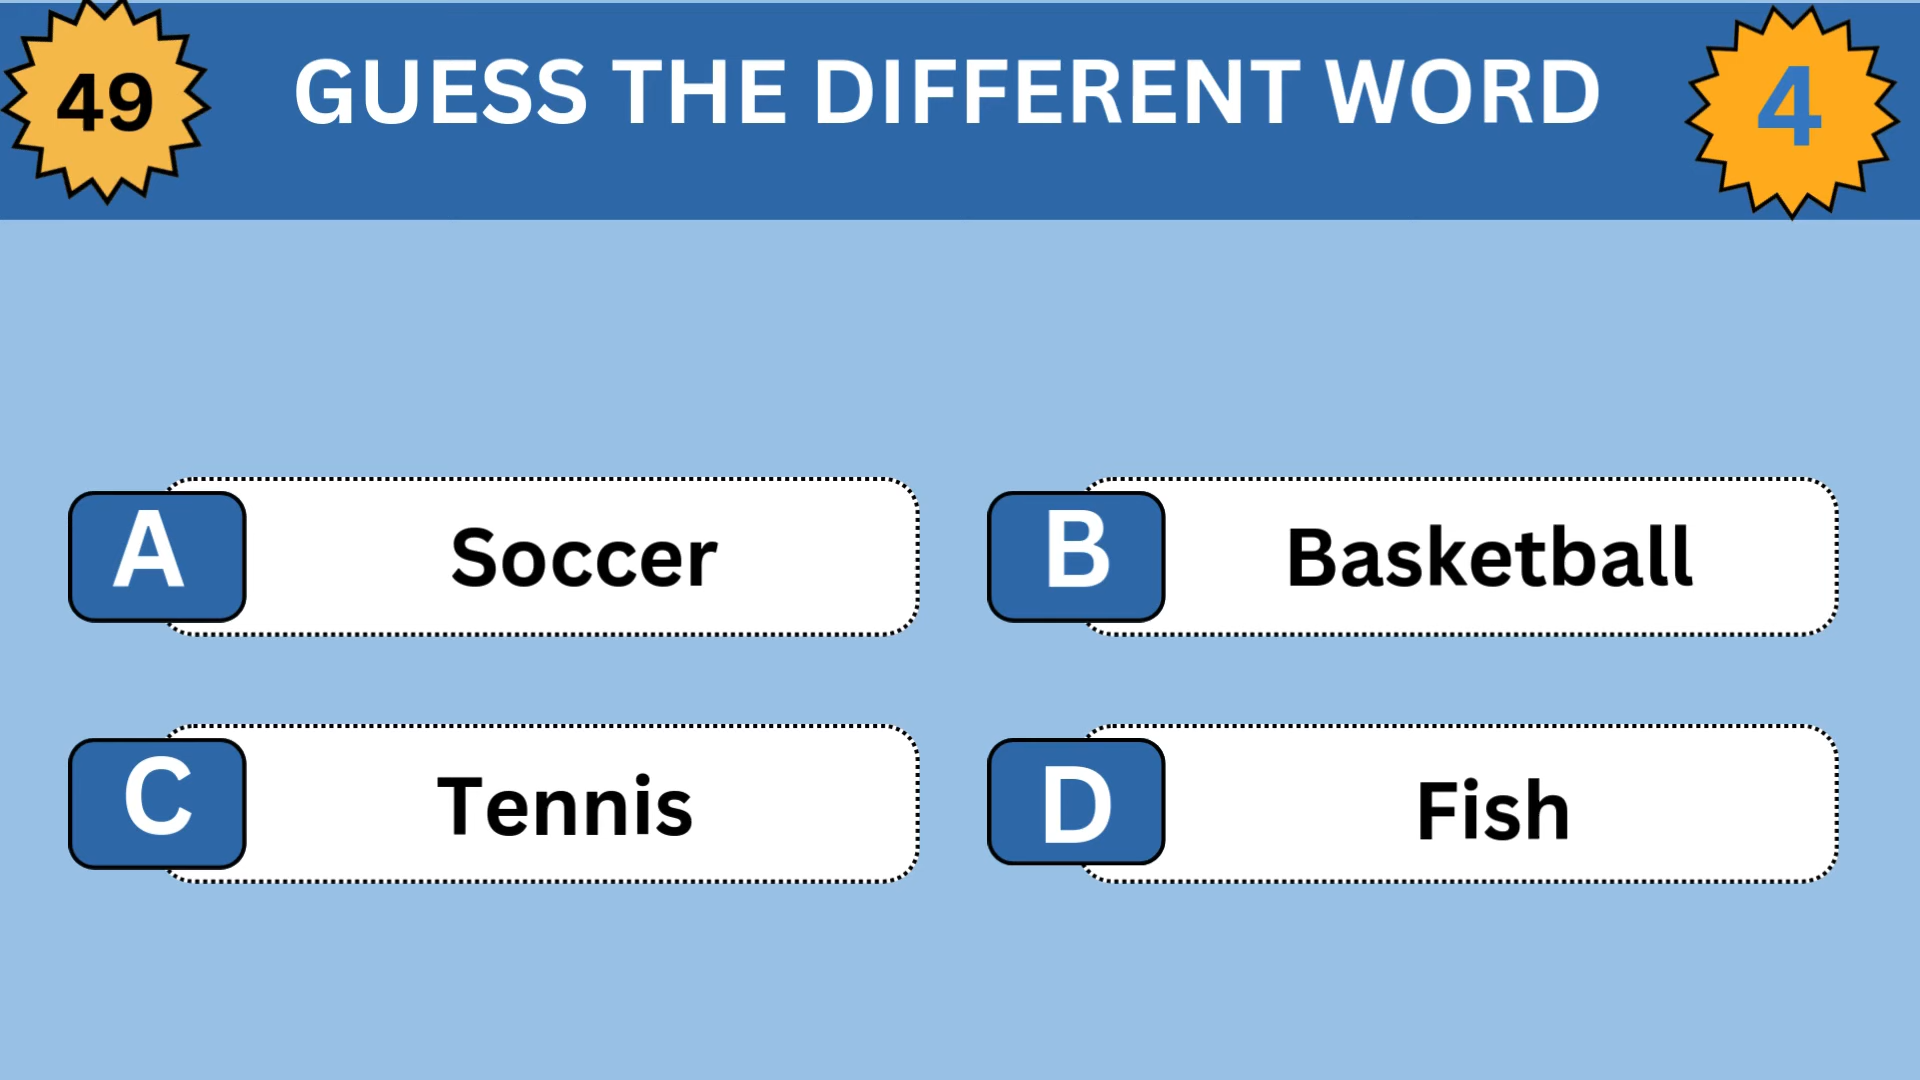 49
GUESS THE DIFFERENT WORD
4
A
Soccer
B
Basketball
C
Tennis
D
Fish